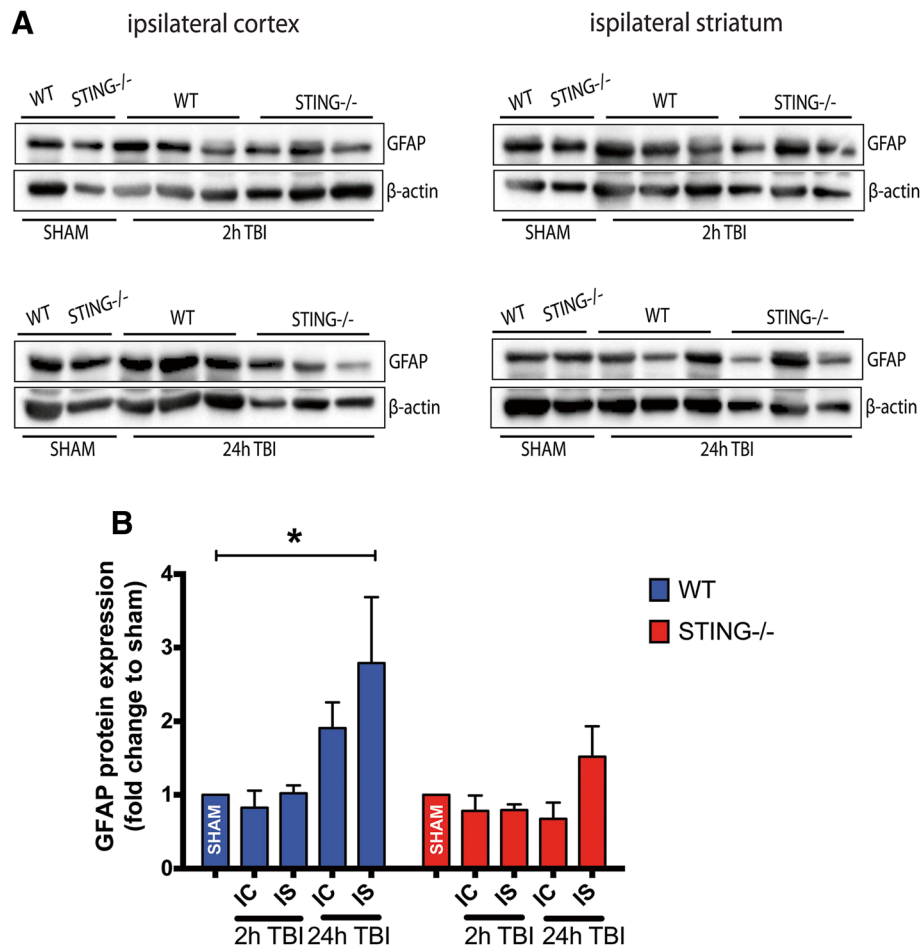 A
ipsilateral cortex
ispilateral striatum
WT STING-/- WT STING-/-
GFAP
β-actin
SHAM 2h TBI
WT STING-/- WT STING-/-
GFAP
β-actin
SHAM 2h TBI
WT STING-/- WT STING-/-
GFAP
β-actin
SHAM 24h TBI
WT STING-/- WT STING-/-
GFAP
β-actin
SHAM 24h TBI
B
GFAP protein expression
(fold change to sham)
4
3
2
1
0
*
SHAM
SHAM
IC IS IC IS IC IS IC IS
2h TBI 24h TBI 2h TBI 24h TBI
WT
STING-/-